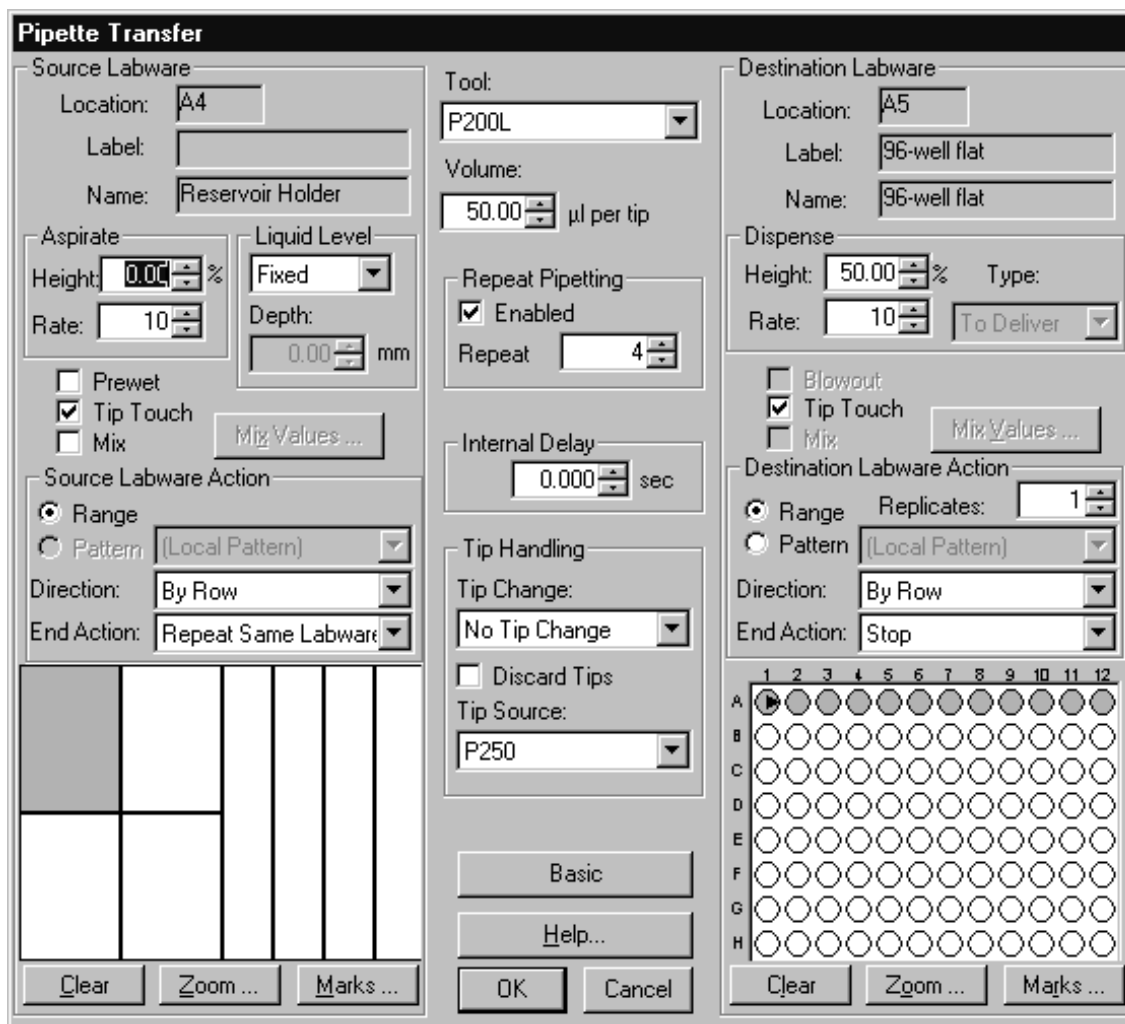 Pipette Transfer
Source Labware
Location: A4
Label:
Name: Reservoir Holder
Aspirate
Height: 0.00 %
Rate: 10
Liquid Level
Fixed
Depth:
0.00 mm
Prewet
Tip Touch
Mix
Mix Values ...
Source Labware Action
Range
Pattern (Local Pattern)
Direction: By Row
End Action: Repeat Same Labware
Clear Zoom ... Marks ...
Tool:
P200L
Volume:
50.00 µl per tip
Repeat Pipetting
Enabled
Repeat 4
Internal Delay
0.000 sec
Tip Handling
Tip Change:
No Tip Change
Discard Tips
Tip Source:
P250
Basic
Help...
OK Cancel
Destination Labware
Location: A5
Label: 96-well flat
Name: 96-well flat
Dispense
Height: 50.00 % Type:
Rate: 10 To Deliver
Blowout
Tip Touch
Mix
Mix Values ...
Destination Labware Action
Range Replicates: 1
Pattern (Local Pattern)
Direction: By Row
End Action: Stop
1 2 3 4 5 6 7 8 9 10 11 12
A
B
C
D
E
F
G
H
Clear Zoom ... Marks ...